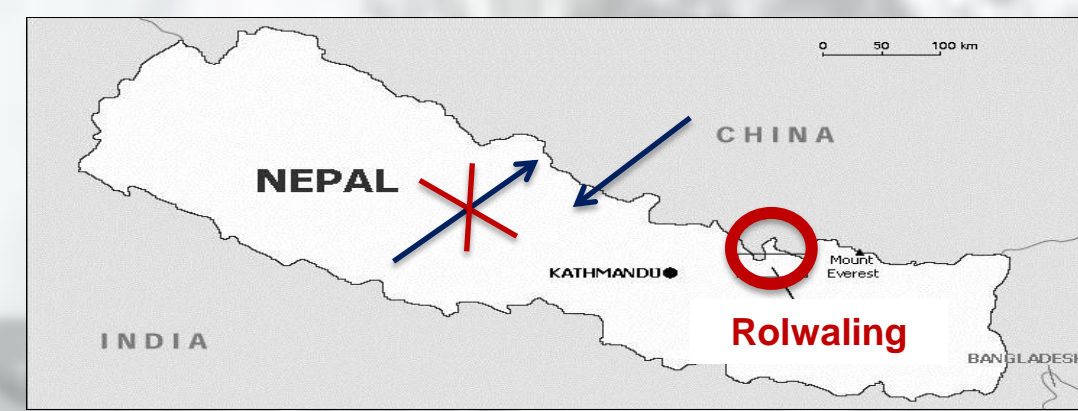 0 50 100 km
CHINA
NEPAL
Mount
Everest
KATHMANDU
Rolwaling
INDIA
BANGLADESH